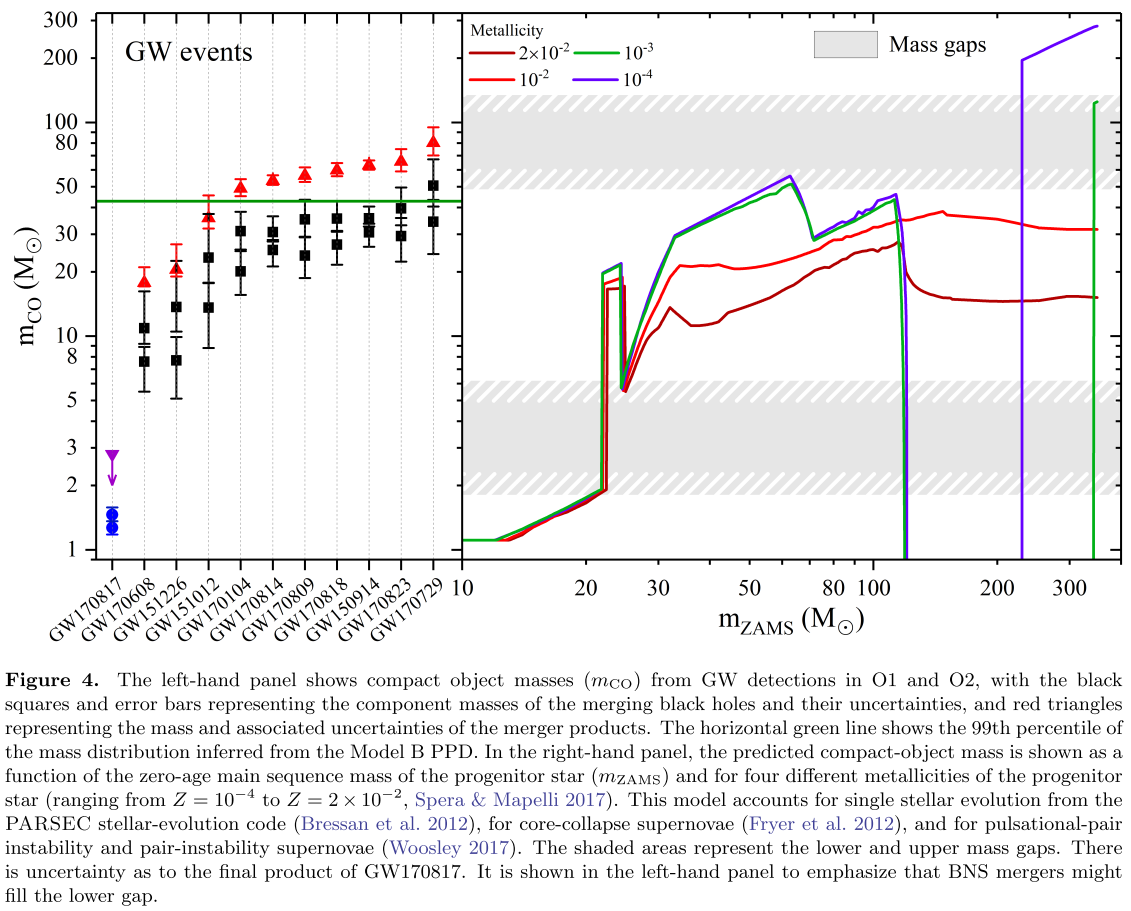 GW events
m_CO (M_⊙)
300
200
100
80
50
30
20
10
8
5
3
2
1
GW170817
GW170608
GW151226
GW151012
GW170104
GW170814
GW170809
GW170818
GW150914
GW170823
GW170729
Metallicity
2×10^-2
10^-3
10^-2
10^-4
Mass gaps
10
20
30
50
80
100
200
300
m_ZAMS (M_⊙)
Figure 4. The left-hand panel shows compact object masses (m_CO) from GW detections in O1 and O2, with the black
squares and error bars representing the component masses of the merging black holes and their uncertainties, and red triangles
representing the mass and associated uncertainties of the merger products. The horizontal green line shows the 99th percentile of
the mass distribution inferred from the Model B PPD. In the right-hand panel, the predicted compact-object mass is shown as a
function of the zero-age main sequence mass of the progenitor star (m_ZAMS) and for four different metallicities of the progenitor
star (ranging from Z = 10^−4 to Z = 2 × 10^−2, Spera & Mapelli 2017). This model accounts for single stellar evolution from the
PARSEC stellar-evolution code (Bressan et al. 2012), for core-collapse supernovae (Fryer et al. 2012), and for pulsational-pair
instability and pair-instability supernovae (Woosley 2017). The shaded areas represent the lower and upper mass gaps. There
is uncertainty as to the final product of GW170817. It is shown in the left-hand panel to emphasize that BNS mergers might
fill the lower gap.